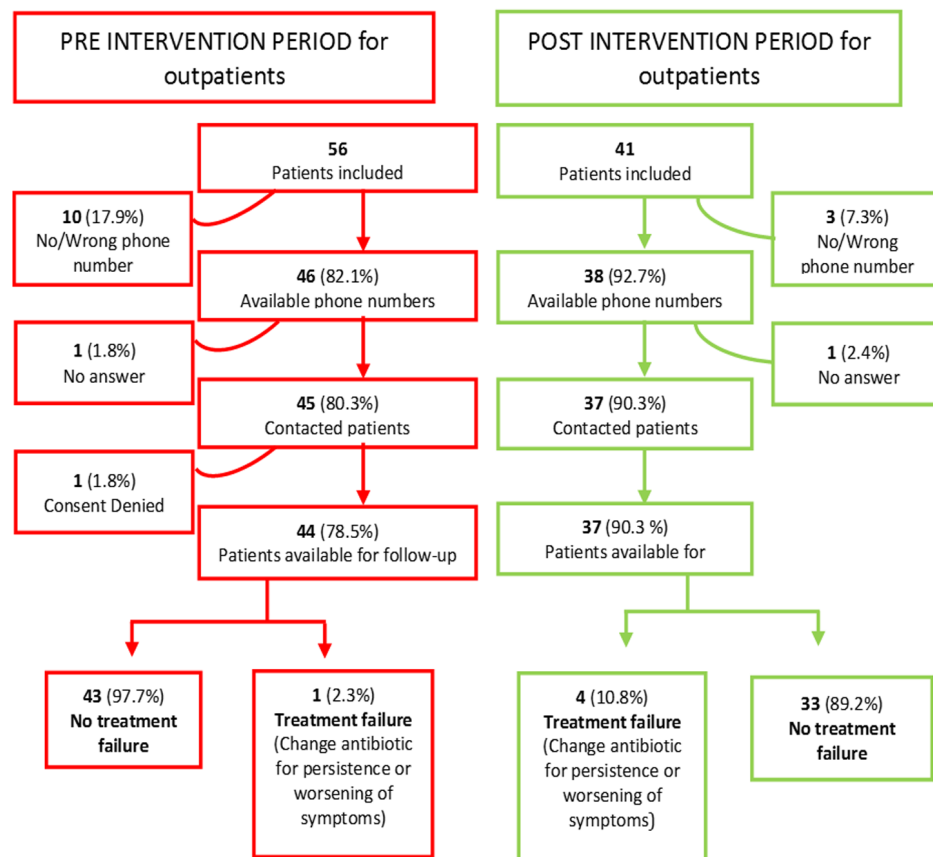 PRE INTERVENTION PERIOD for
outpatients
56
Patients included
10 (17.9%)
No/Wrong phone
number
46 (82.1%)
Available phone numbers
1 (1.8%)
No answer
45 (80.3%)
Contacted patients
1 (1.8%)
Consent Denied
44 (78.5%)
Patients available for follow-up
43 (97.7%)
No treatment
failure
1 (2.3%)
Treatment failure
(Change antibiotic
for persistence or
worsening of
symptoms)
POST INTERVENTION PERIOD for
outpatients
41
Patients included
3 (7.3%)
No/Wrong
phone number
38 (92.7%)
Available phone numbers
1 (2.4%)
No answer
37 (90.3%)
Contacted patients
37 (90.3 %)
Patients available for
4 (10.8%)
Treatment failure
(Change antibiotic
for persistence or
worsening of
symptoms)
33 (89.2%)
No treatment
failure